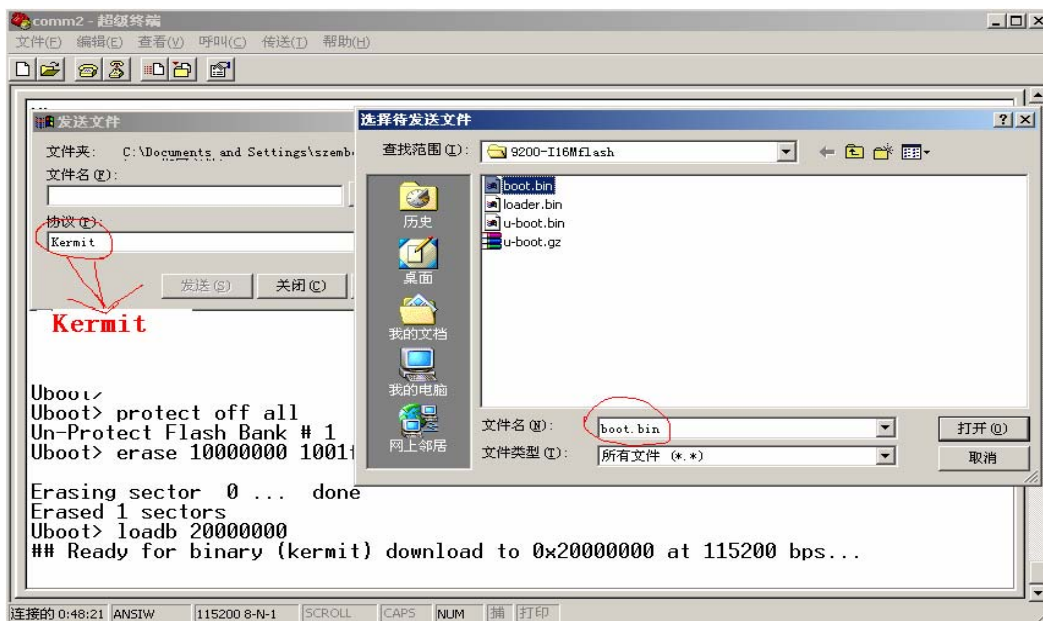 comm2 - 超级终端
文件(F) 编辑(E) 查看(V) 呼叫(C) 传送(T) 帮助(H)
发送文件
文件夹: C:\Documents and Settings\szemb
文件名(F):
协议(P):
Kermit
发送(S) 关闭(C)
Kermit
选择待发送文件
查找范围(I): 9200-I16Mflash
历史
桌面
我的文档
我的电脑
网上邻居
boot.bin
loader.bin
u-boot.bin
u-boot.gz
文件名(N): boot.bin 打开(O)
文件类型(T): 所有文件 (*.*) 取消
Uboot>
Uboot> protect off all
Un-Protect Flash Bank # 1
Uboot> erase 10000000 1001
Erasing sector 0 ... done
Erased 1 sectors
Uboot> loadb 20000000
## Ready for binary (kermit) download to 0x20000000 at 115200 bps...
连接的 0:48:21 ANSIW 115200 8-N-1 SCROLL CAPS NUM 捕 打印